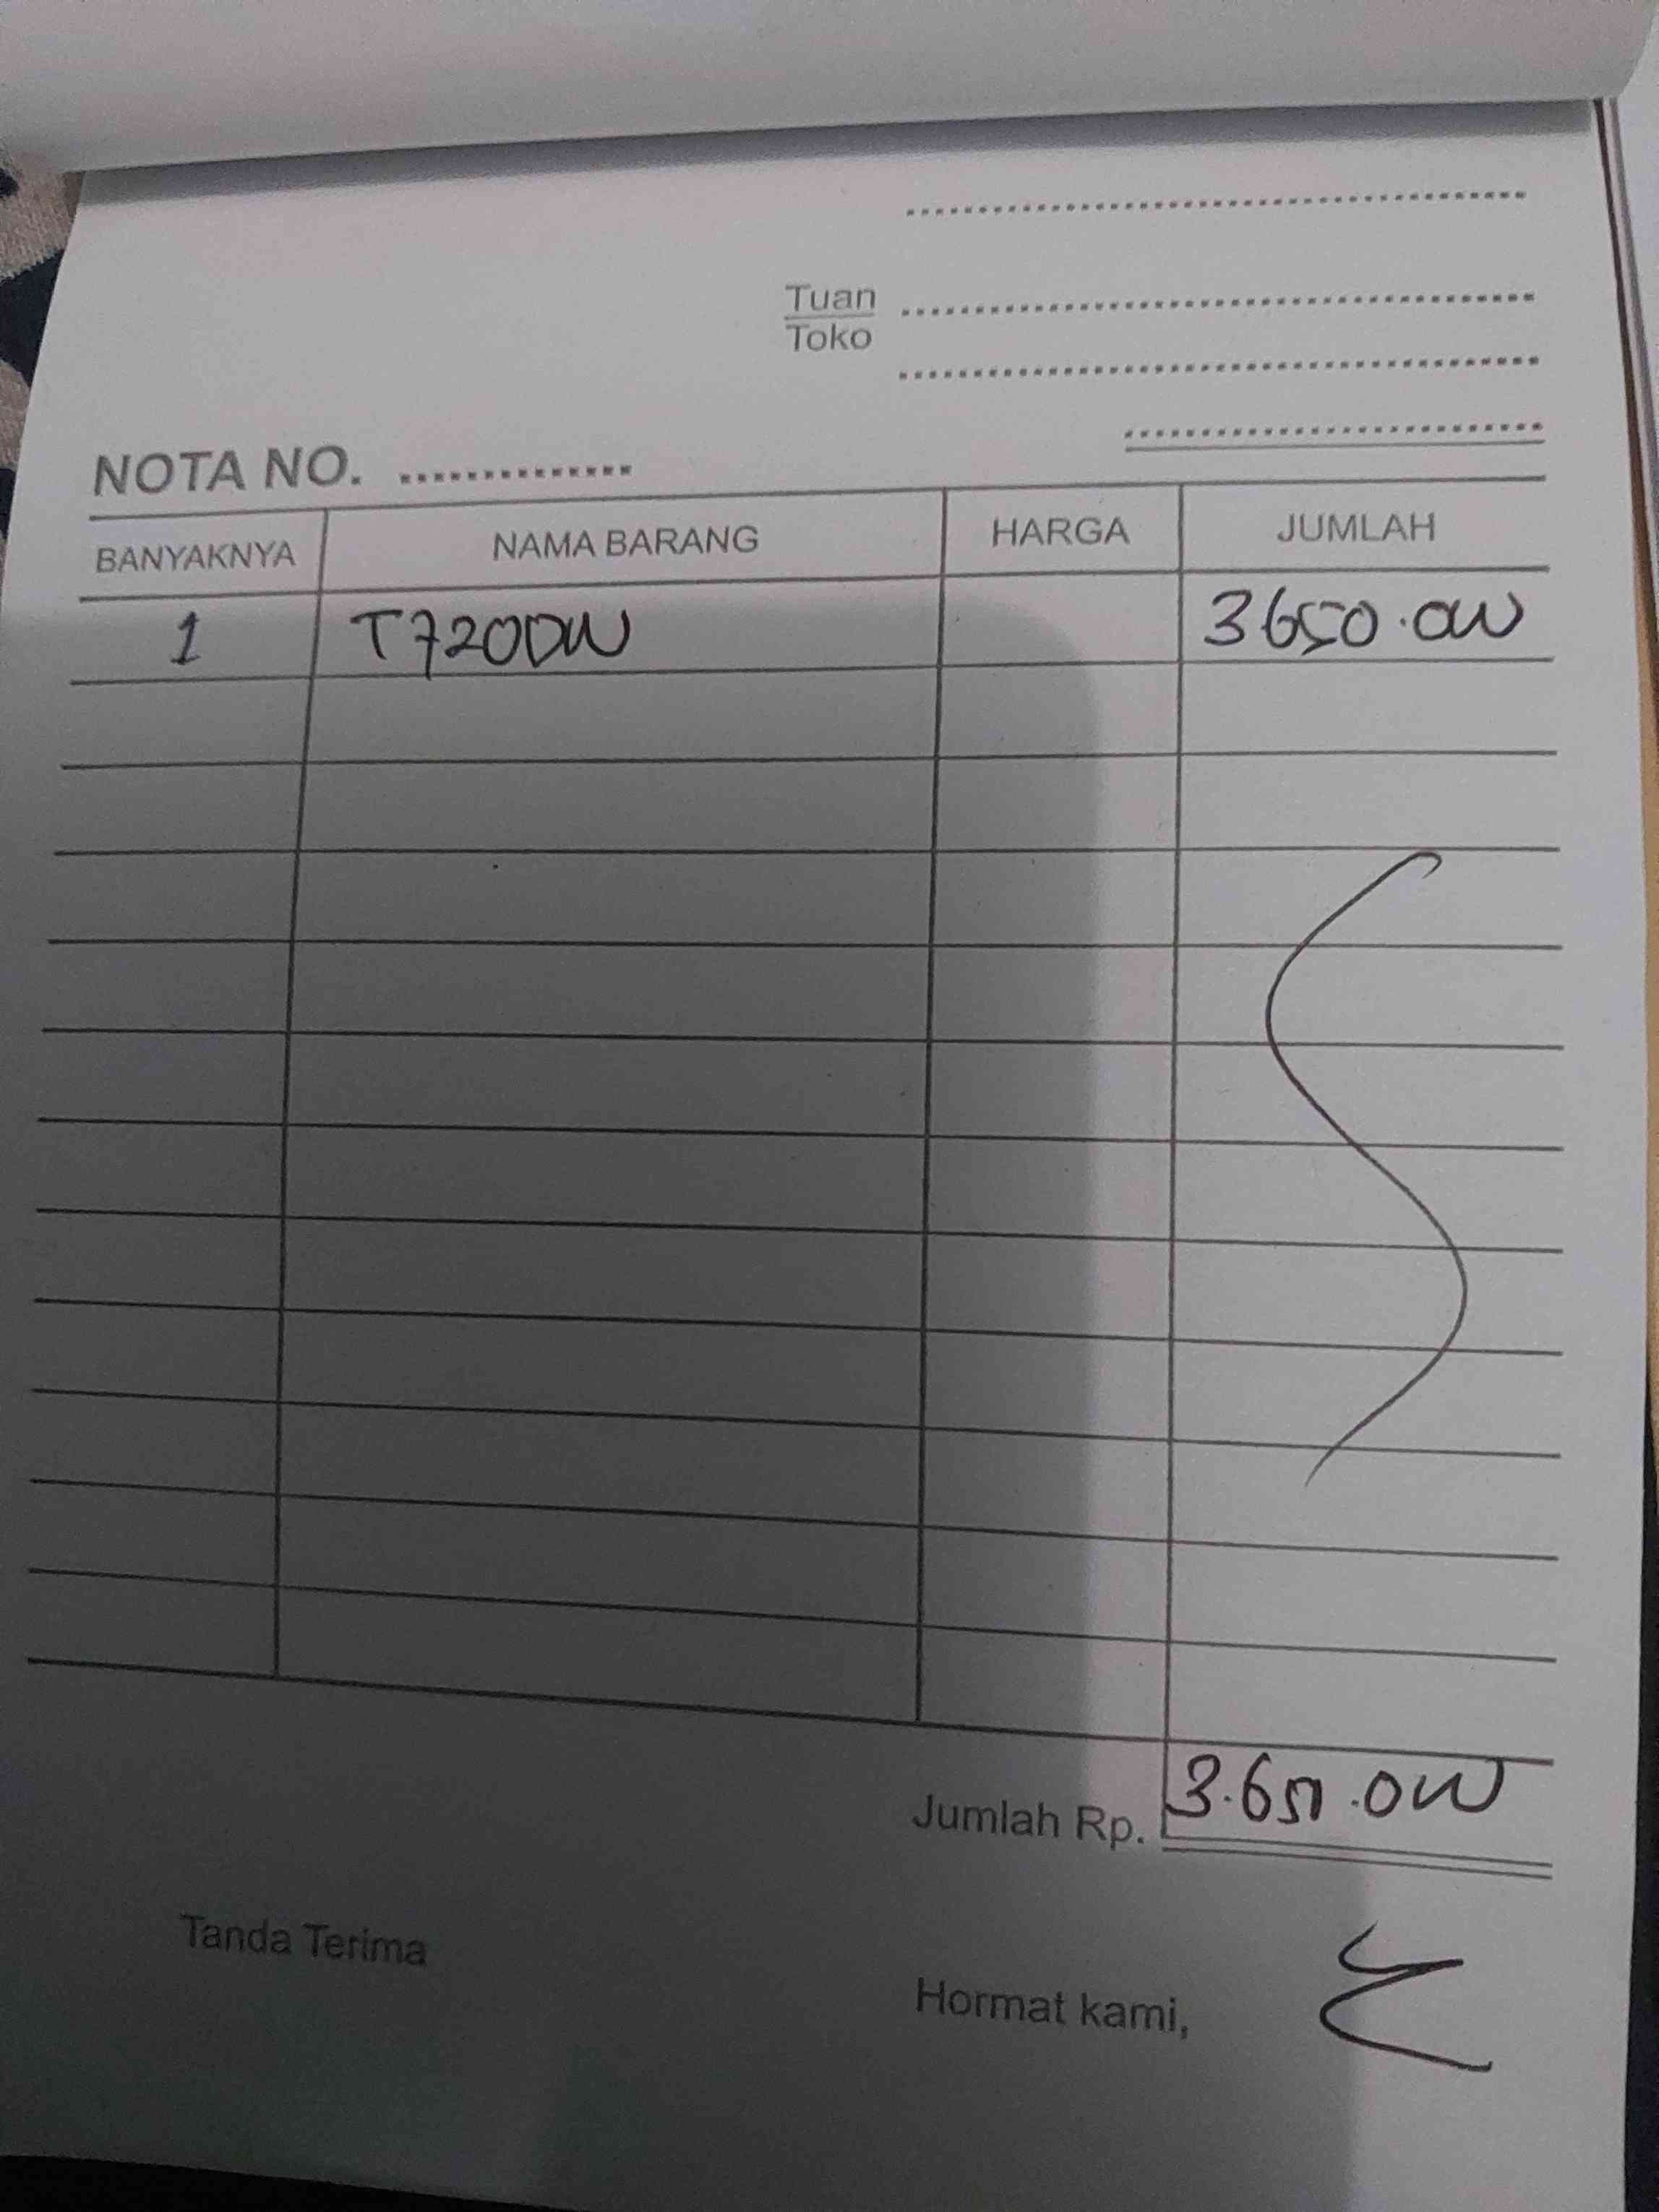 Tuan
Toko
NOTA NO. ..............
BANYAKNYA NAMA BARANG HARGA JUMLAH
1 T720DW 3650.000
Jumlah Rp. 3.650.000
Tanda Terima
Hormat kami,